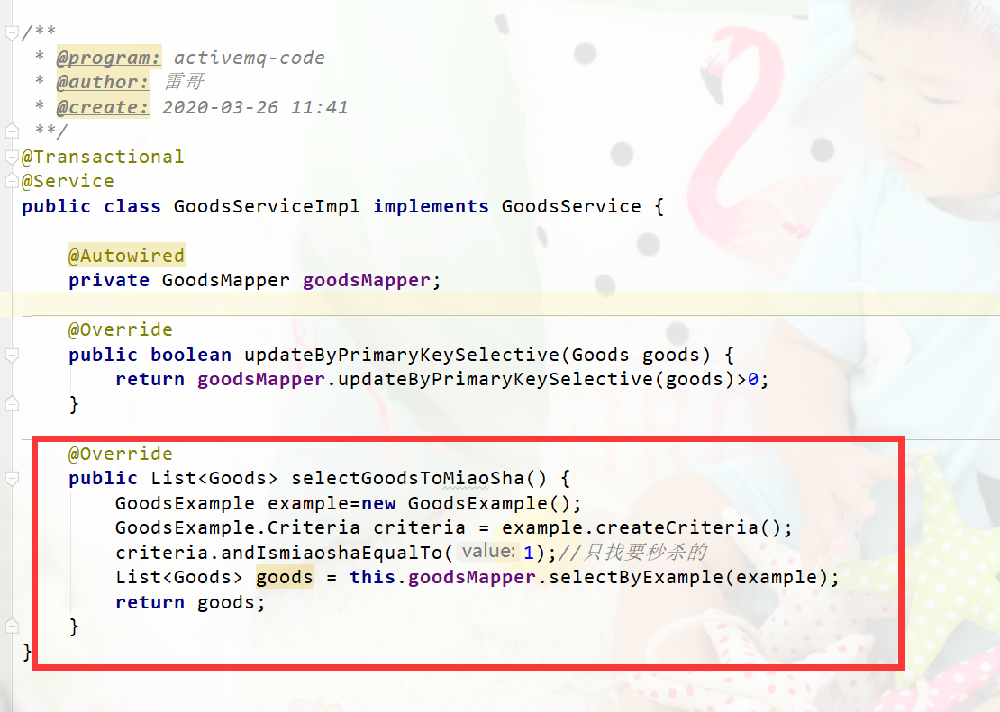 /**
* @program: activemq-code
* @author: 雷哥
* @create: 2020-03-26 11:41
**/
@Transactional
@Service
public class GoodsServiceImpl implements GoodsService {
@Autowired
private GoodsMapper goodsMapper;
@Override
public boolean updateByPrimaryKeySelective(Goods goods) {
return goodsMapper.updateByPrimaryKeySelective(goods)>0;
}
@Override
public List<Goods> selectGoodsToMiaoSha() {
GoodsExample example=new GoodsExample();
GoodsExample.Criteria criteria = example.createCriteria();
criteria.andIsmiaoshaEqualTo( value: 1);//只找要秒杀的
List<Goods> goods = this.goodsMapper.selectByExample(example);
return goods;
}
}